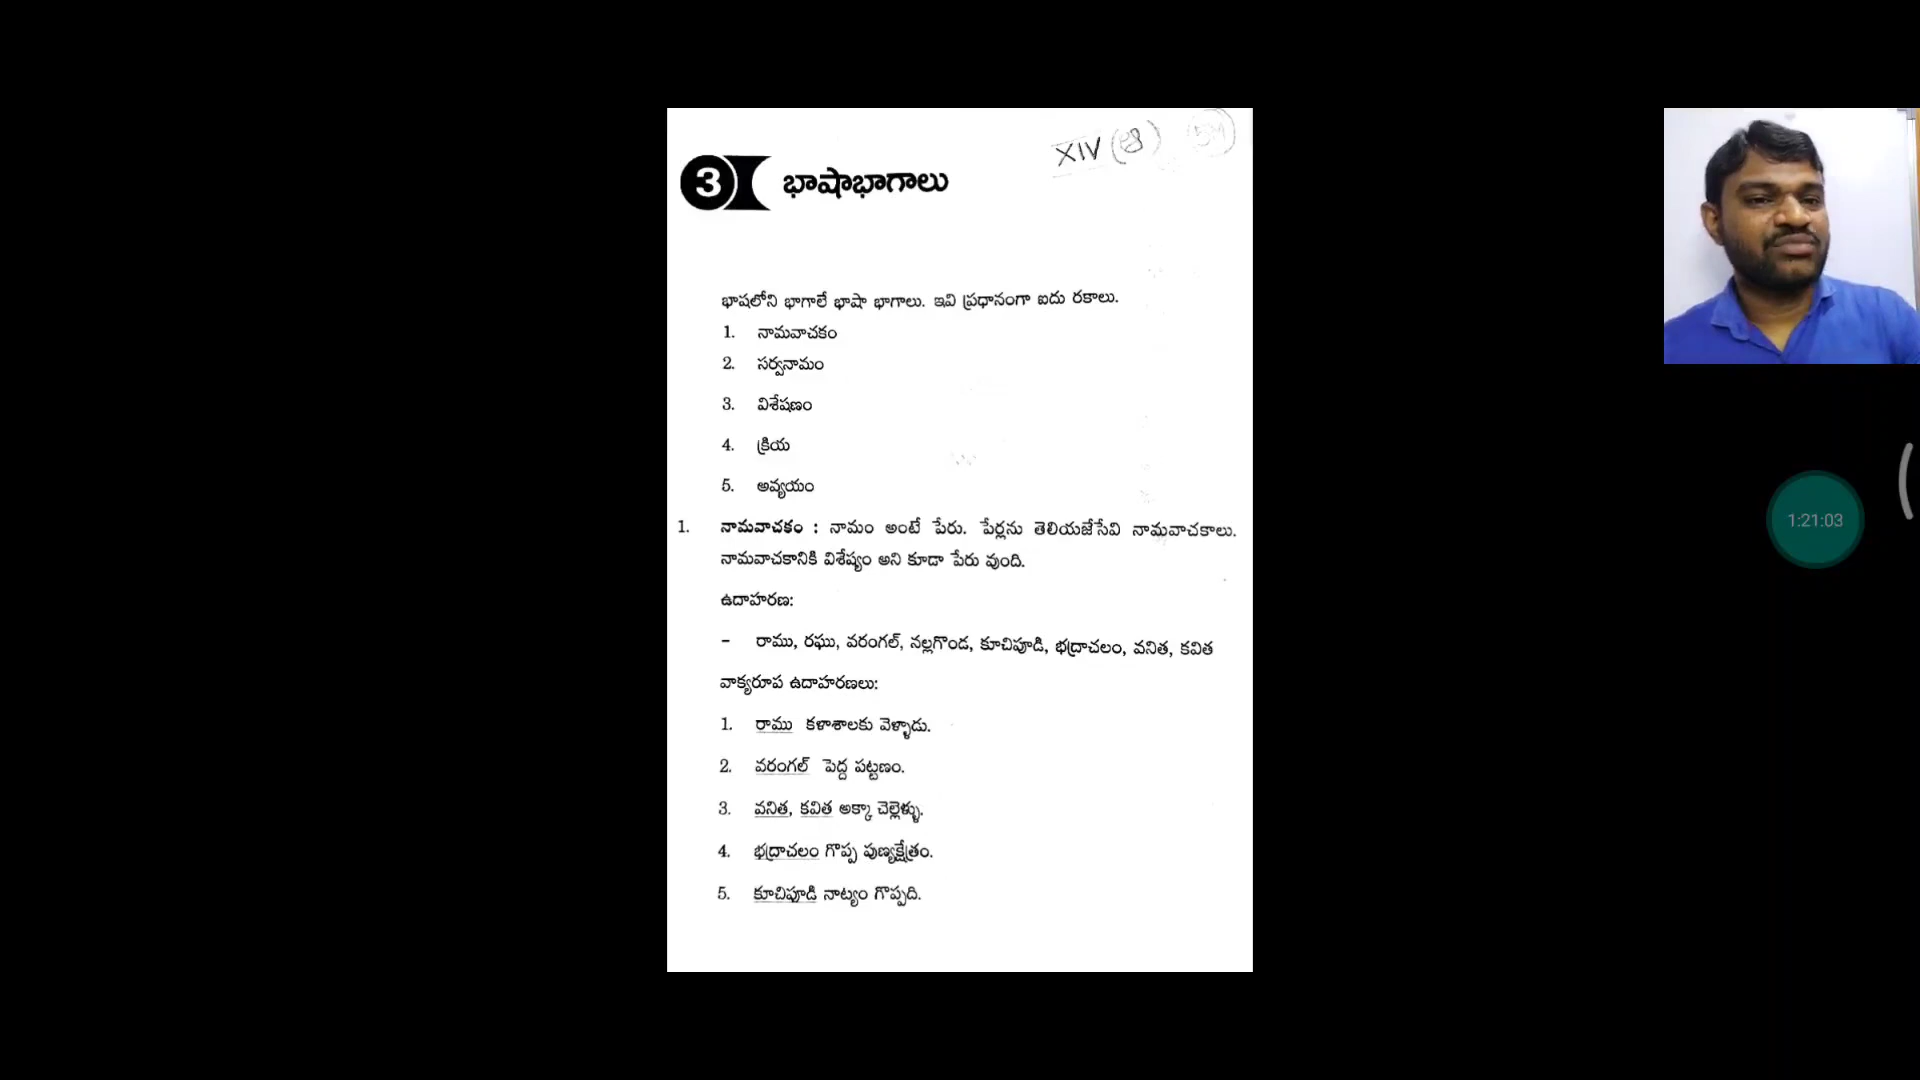 XIV (8)
3 భాషాభాగాలు
భాషలోని భాగాలే భాషా భాగాలు. ఇవి ప్రధానంగా ఐదు రకాలు.
1. నామవాచకం
2. సర్వనామం
3. విశేషణం
4. క్రియ
5. అవ్యయం
1. నామవాచకం : నామం అంటే పేరు. పేర్లను తెలియజేసేవి నామవాచకాలు.
నామవాచకానికి విశేష్యం అని కూడా పేరు వుంది.
ఉదాహరణ:
– రాము, రఘు, వరంగల్, నల్లగొండ, కూచిపూడి, భద్రాచలం, వనిత, కవిత
వాక్యరూప ఉదాహరణలు:
1. రాము కళాశాలకు వెళ్ళాడు.
2. వరంగల్ పెద్ద పట్టణం.
3. వనిత, కవిత అక్కా చెల్లెళ్ళు.
4. భద్రాచలం గొప్ప పుణ్యక్షేత్రం.
5. కూచిపూడి నాట్యం గొప్పది.
1:21:03